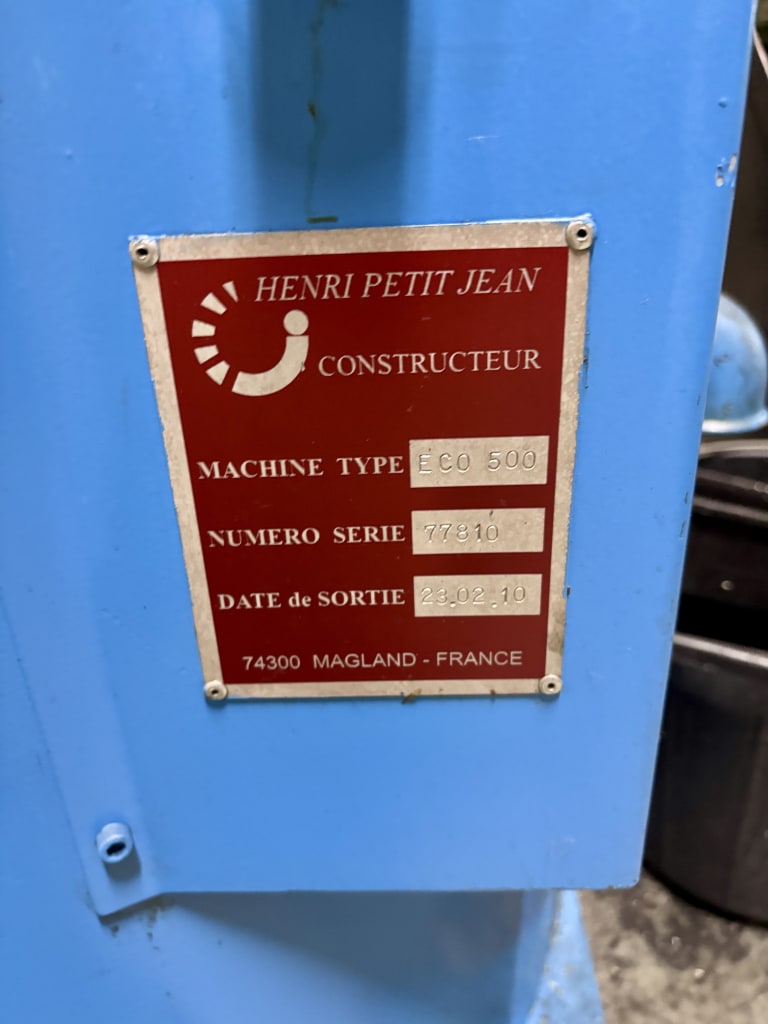 HENRI PETIT JEAN
CONSTRUCTEUR
MACHINE TYPE ECO 500
NUMERO SERIE 77810
DATE de SORTIE 23.02.10
74300 MAGLAND - FRANCE